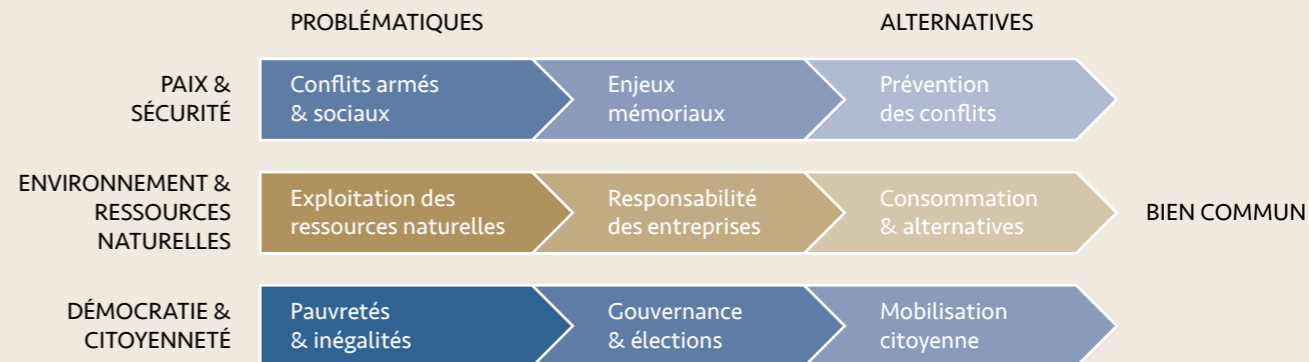 PROBLÉMATIQUES
ALTERNATIVES
PAIX &
SÉCURITÉ
Conflits armés
& sociaux
Enjeux
mémoriaux
Prévention
des conflits
ENVIRONNEMENT &
RESSOURCES
NATURELLES
Exploitation des
ressources naturelles
Responsabilité
des entreprises
Consommation
& alternatives
BIEN COMMUN
DÉMOCRATIE &
CITOYENNETÉ
Pauvretés
& inégalités
Gouvernance
& élections
Mobilisation
citoyenne